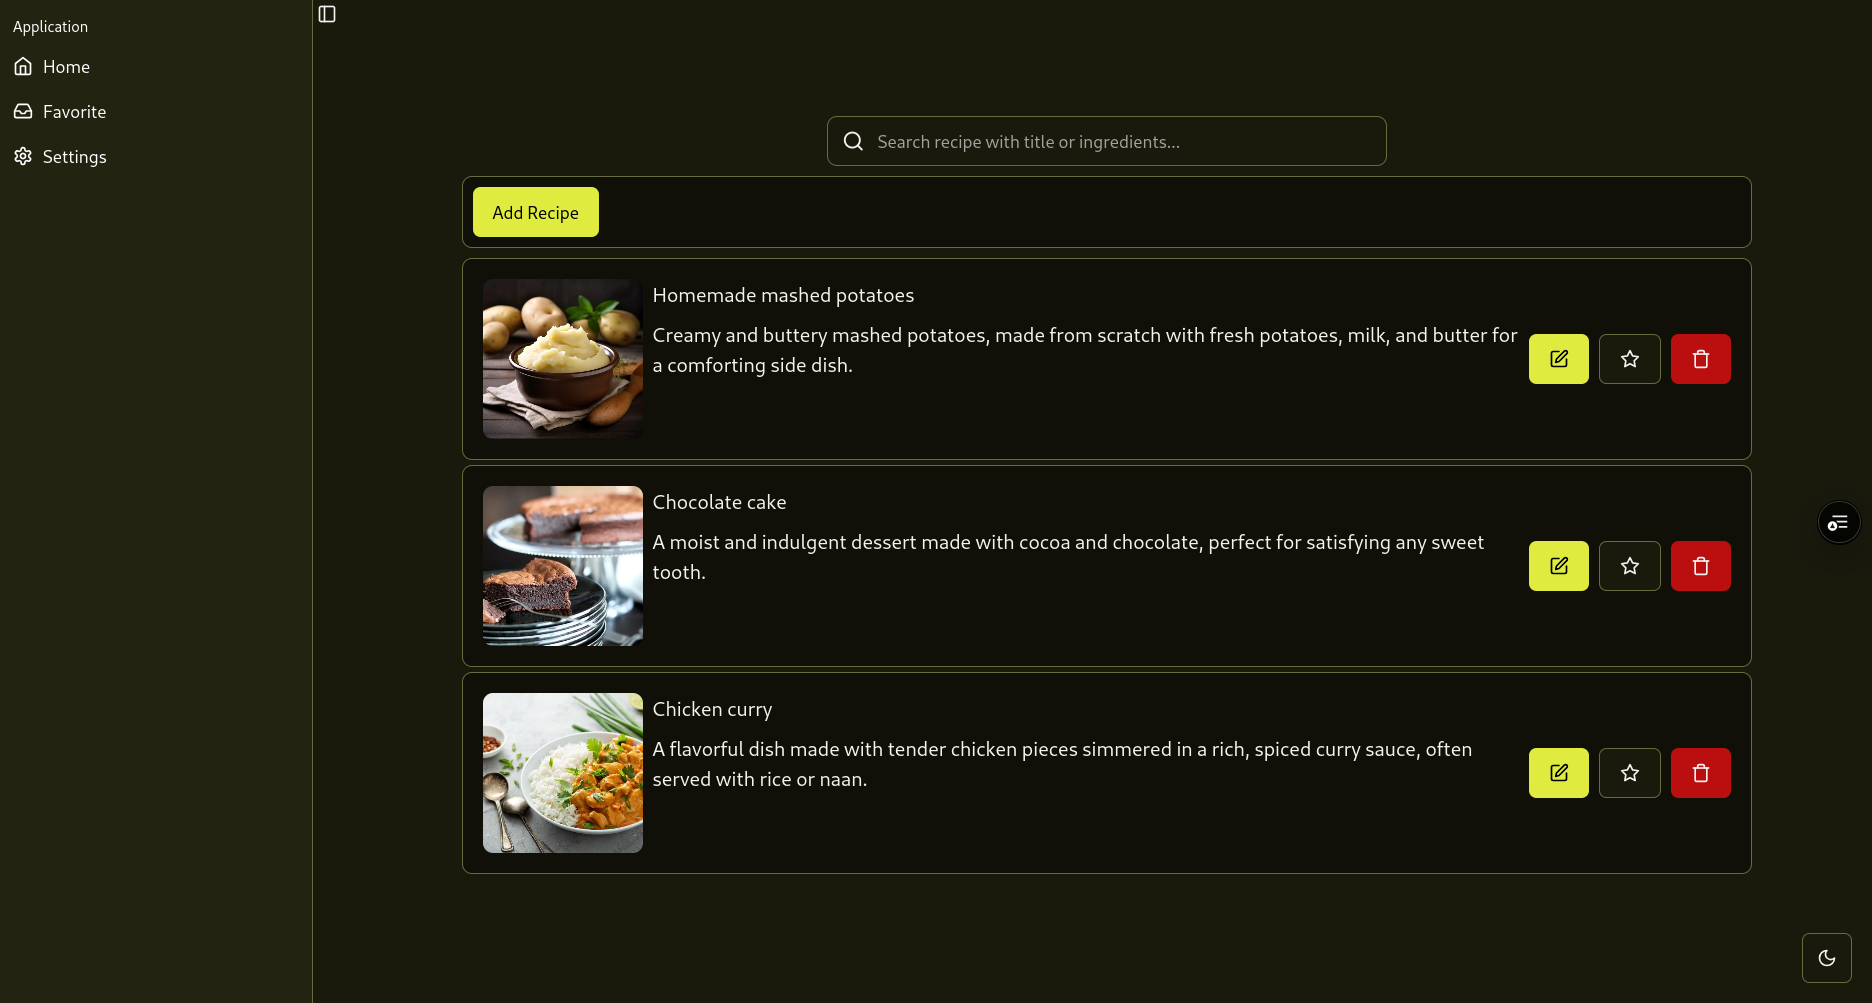 Application
Home
Favorite
Settings
Search recipe with title or ingredients...
Add Recipe
Homemade mashed potatoes
Creamy and buttery mashed potatoes, made from scratch with fresh potatoes, milk, and butter for
a comforting side dish.
Chocolate cake
A moist and indulgent dessert made with cocoa and chocolate, perfect for satisfying any sweet
tooth.
Chicken curry
A flavorful dish made with tender chicken pieces simmered in a rich, spiced curry sauce, often
served with rice or naan.